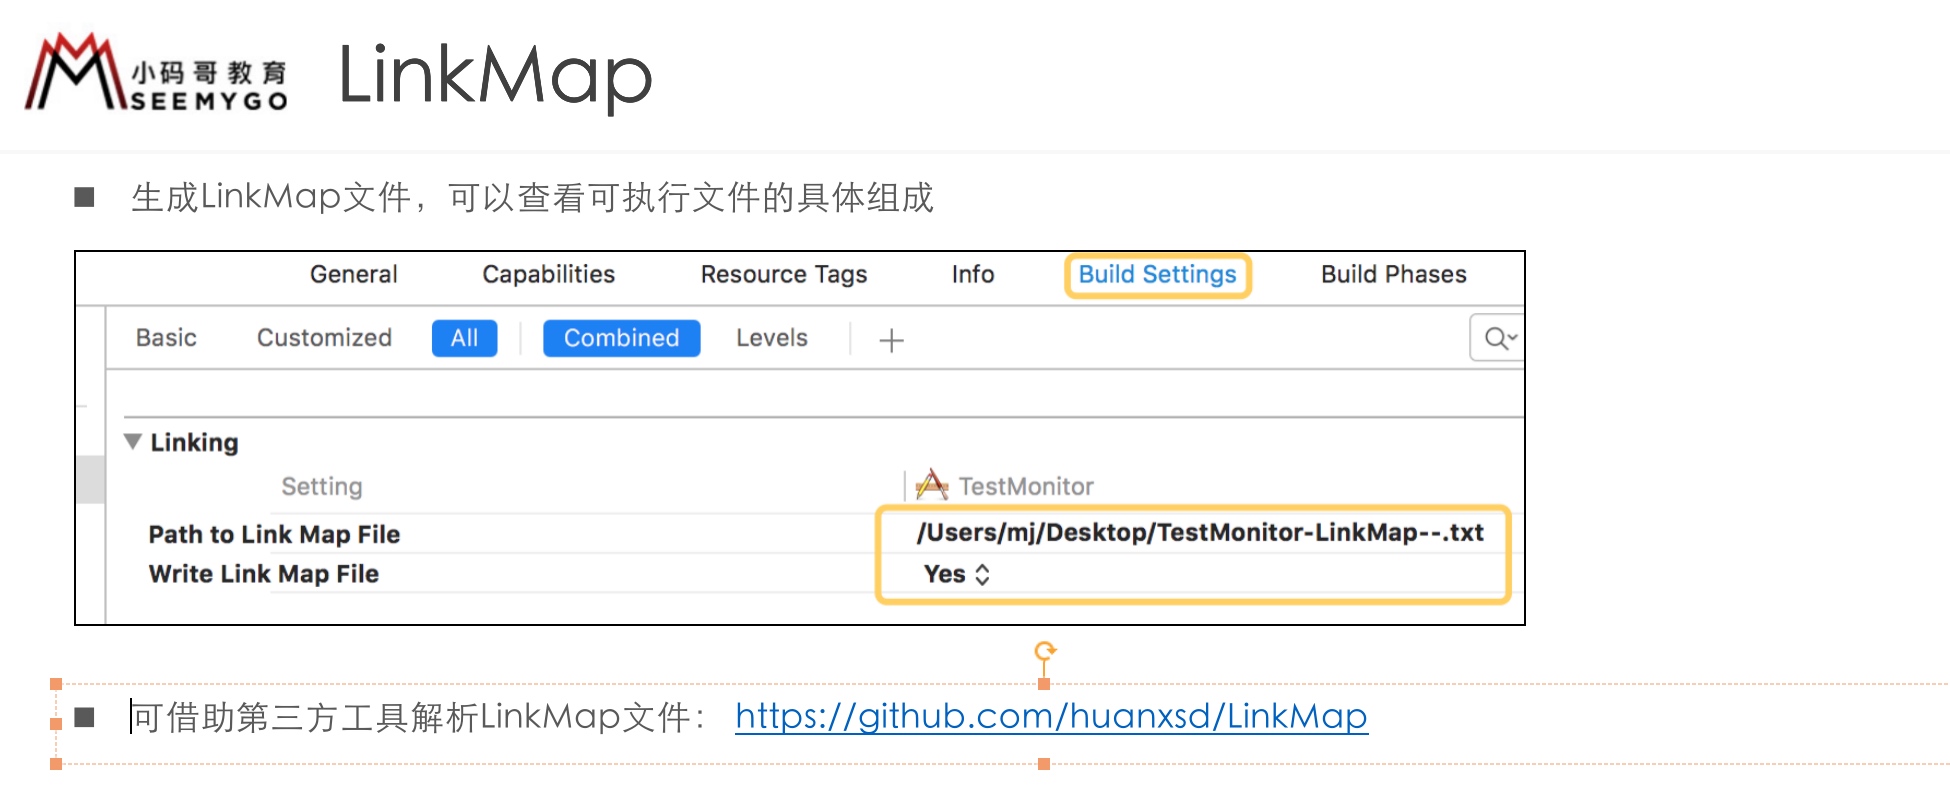 小码哥教育
SEEMYGO
LinkMap
■ 生成LinkMap文件，可以查看可执行文件的具体组成
General Capabilities Resource Tags Info Build Settings Build Phases
Basic Customized All Combined Levels +
Linking
Setting TestMonitor
Path to Link Map File /Users/mj/Desktop/TestMonitor-LinkMap--.txt
Write Link Map File Yes
■ 可借助第三方工具解析LinkMap文件： https://github.com/huanxsd/LinkMap